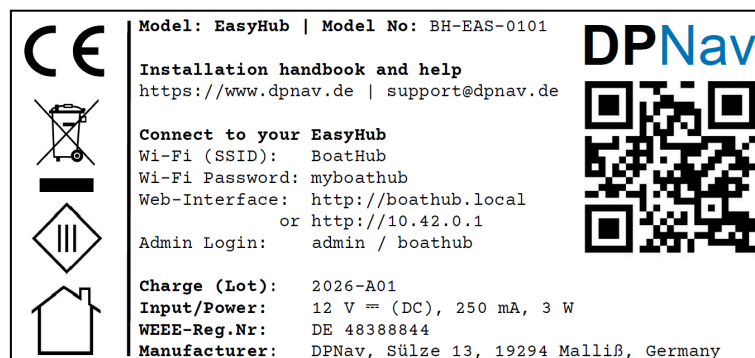 Model: EasyHub | Model No: BH-EAS-0101
DPNav
Installation handbook and help
https://www.dpnav.de | support@dpnav.de
Connect to your EasyHub
Wi-Fi (SSID): BoatHub
Wi-Fi Password: myboathub
Web-Interface: http://boathub.local
or http://10.42.0.1
Admin Login: admin / boathub
Charge (Lot): 2026-A01
Input/Power: 12 V ⎓ (DC), 250 mA, 3 W
WEEE-Reg.Nr: DE 48388844
Manufacturer: DPNav, Sülze 13, 19294 Malliß, Germany
CE
III